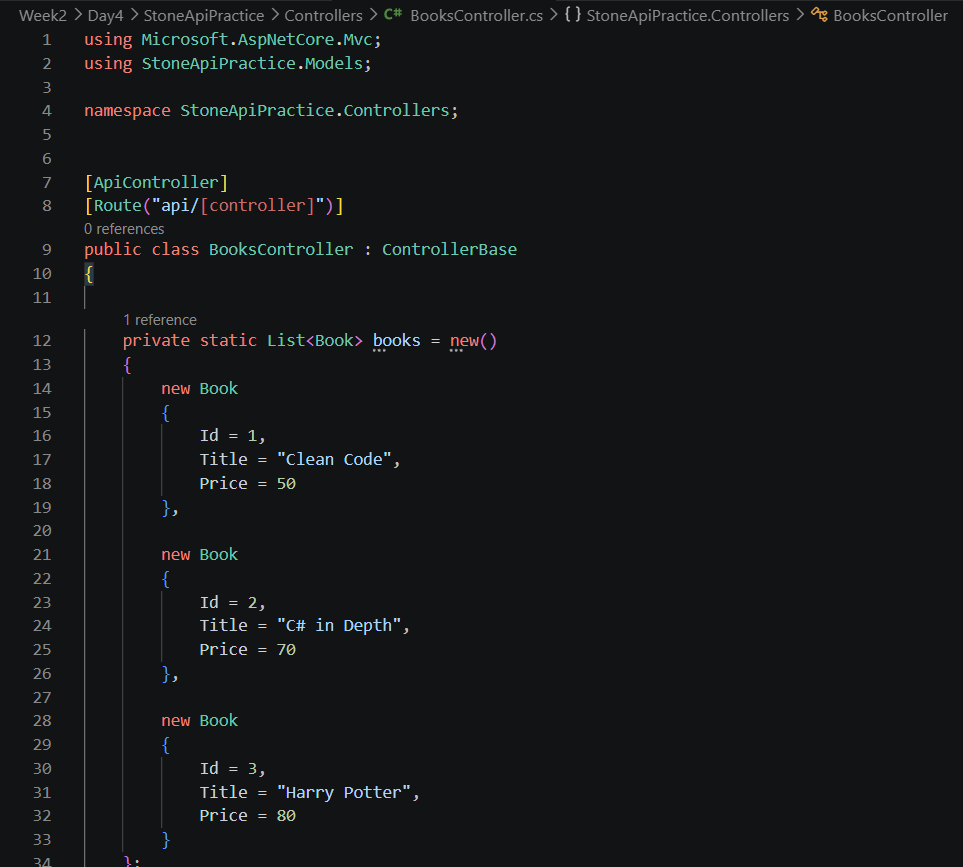 Week2 > Day4 > StoneApiPractice > Controllers > C# BooksController.cs > {} StoneApiPractice.Controllers > BooksController
1 using Microsoft.AspNetCore.Mvc;
2 using StoneApiPractice.Models;
3
4 namespace StoneApiPractice.Controllers;
5
6
7 [ApiController]
8 [Route("api/[controller]")]
0 references
9 public class BooksController : ControllerBase
10 {
11
1 reference
12 private static List<Book> books = new()
13 {
14 new Book
15 {
16 Id = 1,
17 Title = "Clean Code",
18 Price = 50
19 },
20
21 new Book
22 {
23 Id = 2,
24 Title = "C# in Depth",
25 Price = 70
26 },
27
28 new Book
29 {
30 Id = 3,
31 Title = "Harry Potter",
32 Price = 80
33 }
34 };